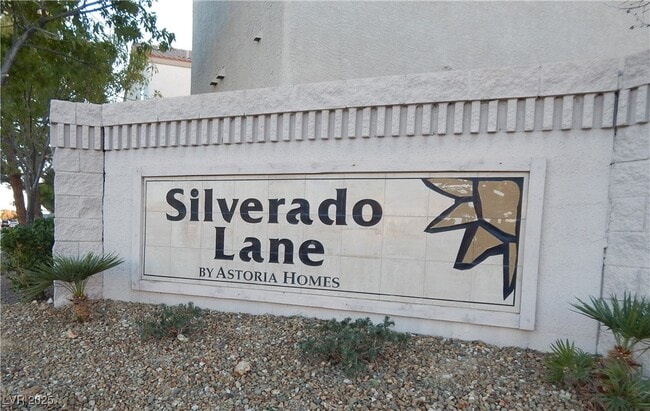 Silverado
Lane
BY ASTORIA HOMES
LVR 2025